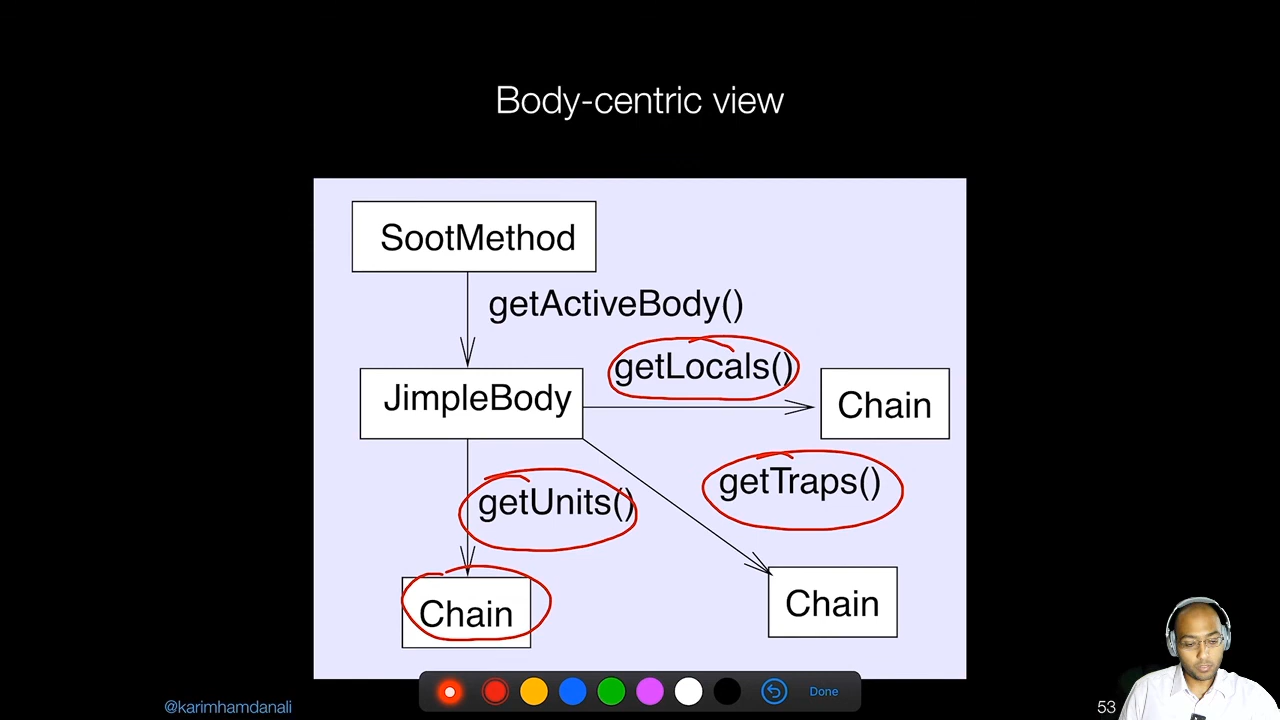 Body-centric view
SootMethod
getActiveBody()
getLocals()
JimpleBody
Chain
getTraps()
getUnits()
Chain
Chain
Done
@karimhamdanali
53